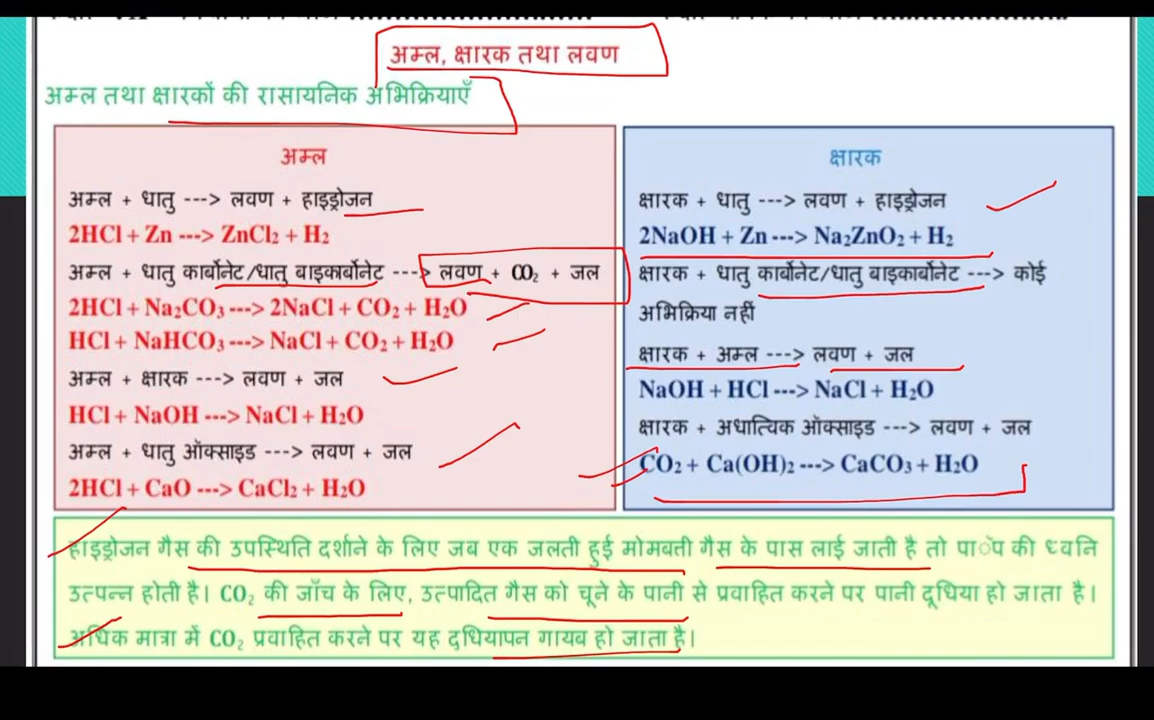 अम्ल, क्षारक तथा लवण
अम्ल तथा क्षारकों की रासायनिक अभिक्रियाएँ
अम्ल
अम्ल + धातु ---> लवण + हाइड्रोजन
2HCl + Zn ---> ZnCl₂ + H₂
अम्ल + धातु कार्बोनेट/धातु बाइकार्बोनेट ---> लवण + CO₂ + जल
2HCl + Na₂CO₃ ---> 2NaCl + CO₂ + H₂O
HCl + NaHCO₃ ---> NaCl + CO₂ + H₂O
अम्ल + क्षारक ---> लवण + जल
HCl + NaOH ---> NaCl + H₂O
अम्ल + धातु ऑक्साइड ---> लवण + जल
2HCl + CaO ---> CaCl₂ + H₂O
क्षारक
क्षारक + धातु ---> लवण + हाइड्रोजन
2NaOH + Zn ---> Na₂ZnO₂ + H₂
क्षारक + धातु कार्बोनेट/धातु बाइकार्बोनेट ---> कोई
अभिक्रिया नहीं
क्षारक + अम्ल ---> लवण + जल
NaOH + HCl ---> NaCl + H₂O
क्षारक + अधात्विक ऑक्साइड ---> लवण + जल
CO₂ + Ca(OH)₂ ---> CaCO₃ + H₂O
हाइड्रोजन गैस की उपस्थिति दर्शाने के लिए जब एक जलती हुई मोमबत्ती गैस के पास लाई जाती है तो पाॅप की ध्वनि
उत्पन्न होती है। CO₂ की जाँच के लिए, उत्पादित गैस को चूने के पानी से प्रवाहित करने पर पानी दूधिया हो जाता है।
अधिक मात्रा में CO₂ प्रवाहित करने पर यह दुधियापन गायब हो जाता है।